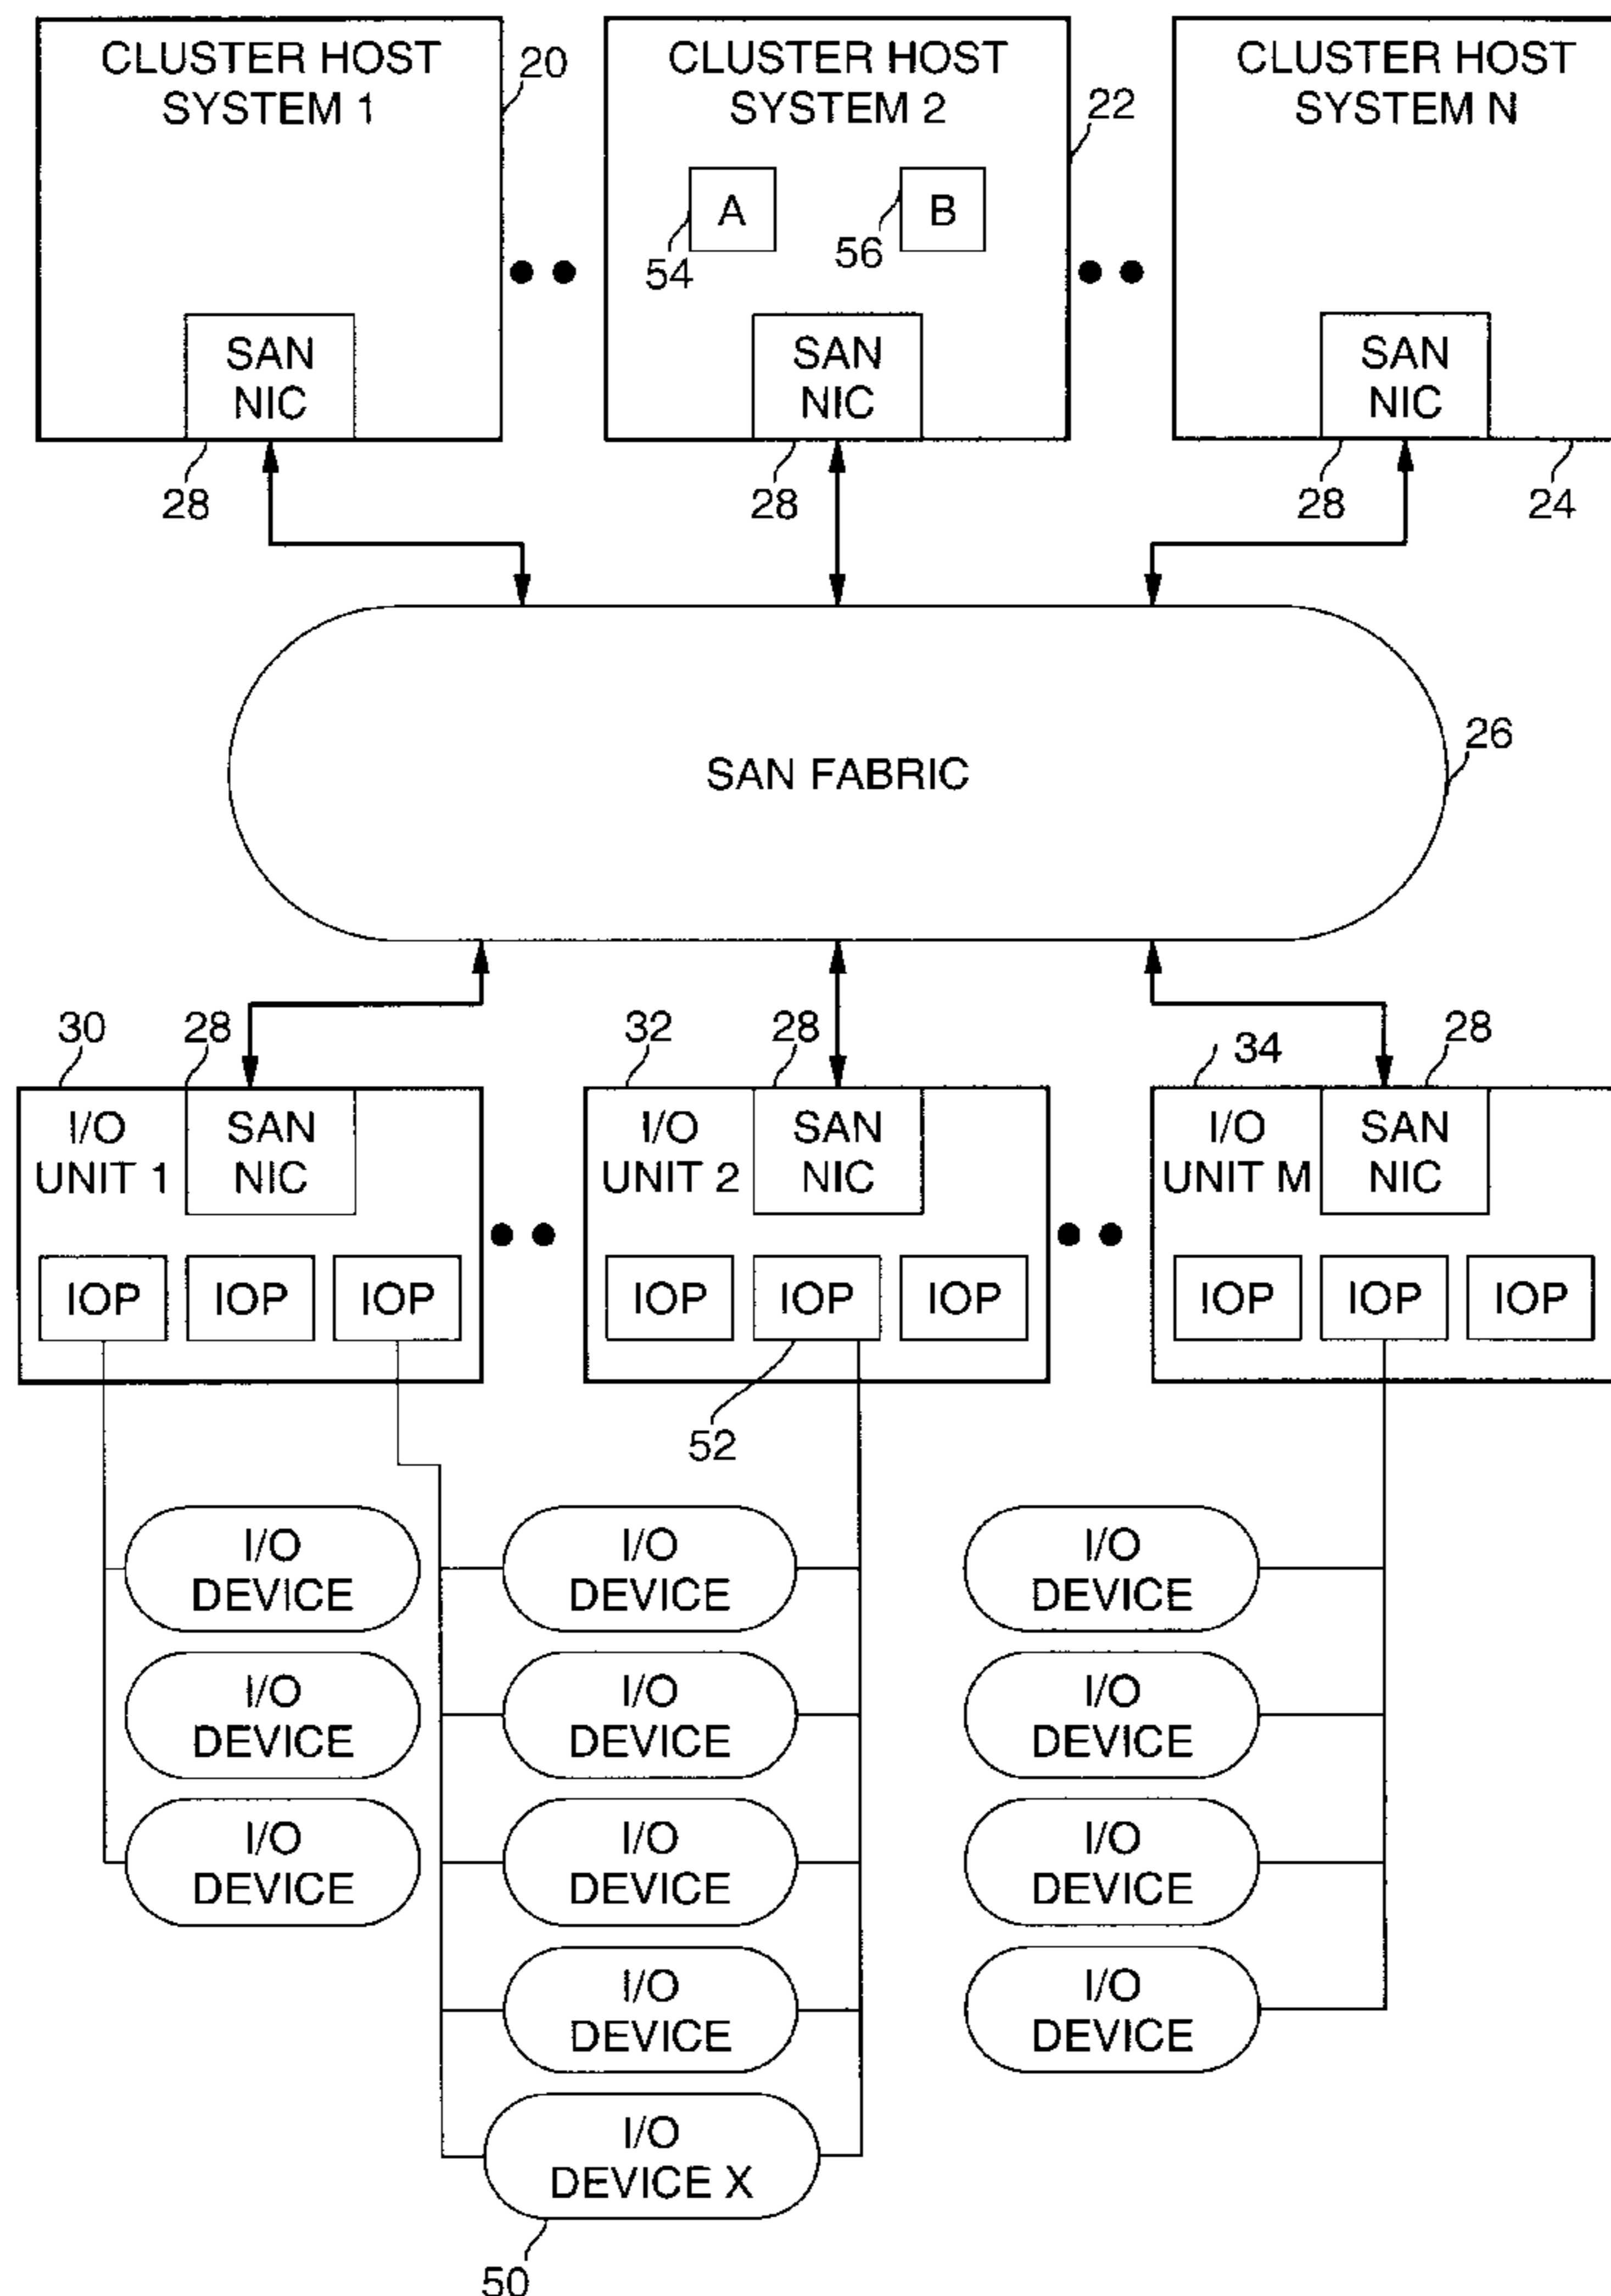 CLUSTER HOST
SYSTEM 1
20
CLUSTER HOST
SYSTEM 2
22
CLUSTER HOST
SYSTEM N
A
B
54
56
SAN
NIC
SAN
NIC
SAN
NIC
28
28
28
24
SAN FABRIC
26
30
28
32
28
34
28
I/O
UNIT 1
SAN
NIC
I/O
UNIT 2
SAN
NIC
I/O
UNIT M
SAN
NIC
IOP
IOP
IOP
IOP
IOP
IOP
IOP
IOP
IOP
52
I/O
DEVICE
I/O
DEVICE
I/O
DEVICE
I/O
DEVICE
I/O
DEVICE
I/O
DEVICE
I/O
DEVICE
I/O
DEVICE
I/O
DEVICE
I/O
DEVICE
I/O
DEVICE
I/O
DEVICE X
50